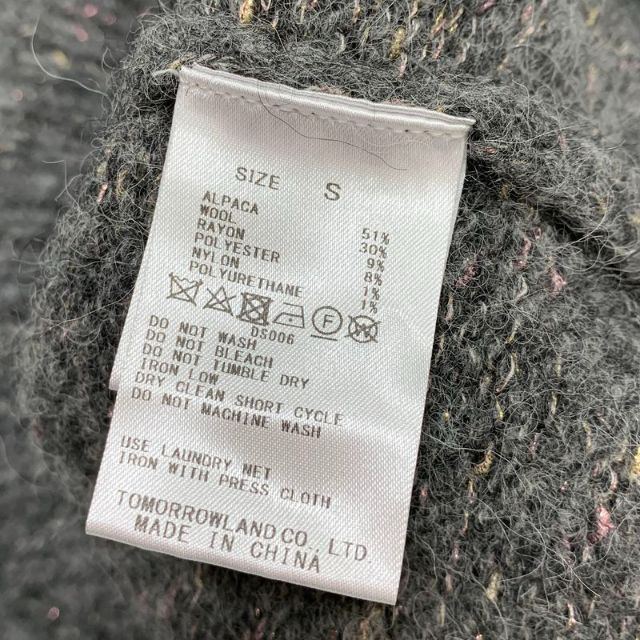 SIZE S
ALPACA 51%
WOOL 30%
RAYON 9%
POLYESTER 8%
NYLON 1%
POLYURETHANE 1%
F
DS006
DO NOT WASH
DO NOT BLEACH
DO NOT TUMBLE DRY
IRON LOW
DRY CLEAN SHORT CYCLE
DO NOT MACHINE WASH
USE LAUNDRY NET
IRON WITH PRESS CLOTH
TOMORROWLAND CO., LTD.
MADE IN CHINA